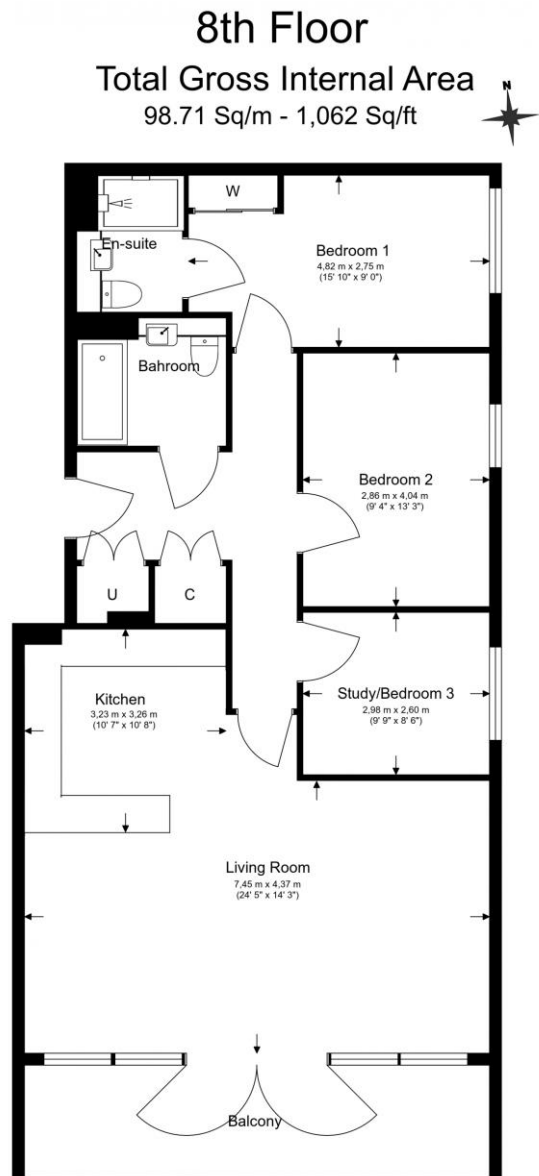 8th Floor
Total Gross Internal Area
98.71 Sq/m - 1,062 Sq/ft
N
W
En-suite
Bedroom 1
4,82 m x 2,75 m
(15' 10" x 9' 0")
Bahroom
Bedroom 2
2,86 m x 4,04 m
(9' 4" x 13' 3")
U
C
Kitchen
3,23 m x 3,26 m
(10' 7" x 10' 8")
Study/Bedroom 3
2,98 m x 2,60 m
(9' 9" x 8' 6")
Living Room
7,45 m x 4,37 m
(24' 5" x 14' 3")
Balcony